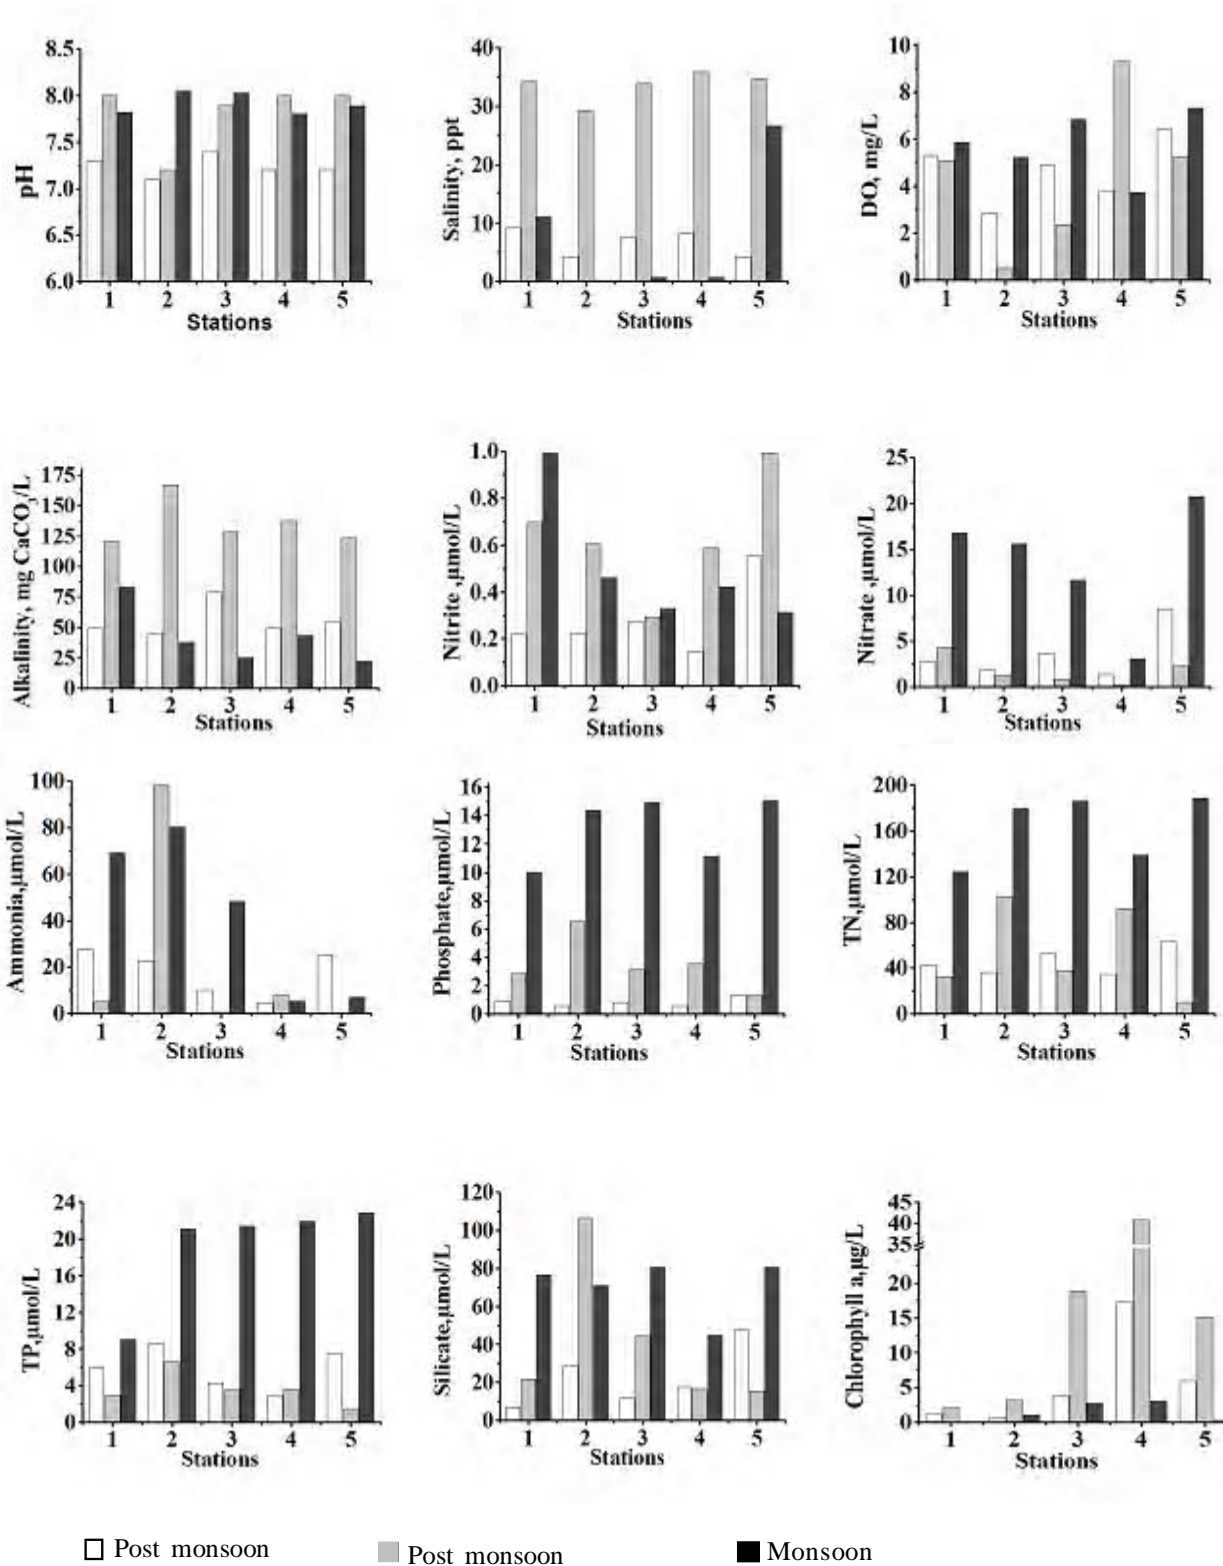 8.5
8.0
7.5
7.0
6.5
6.0
pH
1 2 3 4 5
Stations
40
30
20
10
0
Salinity, ppt
1 2 3 4 5
Stations
10
8
6
4
2
0
DO, mg/L
1 2 3 4 5
Stations
175
150
125
100
75
50
25
0
Alkalinity, mg CaCO3/L
1 2 3 4 5
Stations
1.0
0.8
0.6
0.4
0.2
0.0
Nitrite ,µmol/L
1 2 3 4 5
Stations
25
20
15
10
5
0
Nitrate ,µmol/L
1 2 3 4 5
Stations
100
80
60
40
20
0
Ammonia,µmol/L
1 2 3 4 5
Stations
16
14
12
10
8
6
4
2
0
Phosphate,µmol/L
1 2 3 4 5
Stations
200
160
120
80
40
0
TN,µmol/L
1 2 3 4 5
Stations
24
20
16
12
8
4
0
TP,µmol/L
1 2 3 4 5
Stations
120
100
80
60
40
20
0
Silicate,µmol/L
1 2 3 4 5
Stations
45
40
35
20
15
10
5
0
Chlorophyll a,µg/L
1 2 3 4 5
Stations
Post monsoon Post monsoon Monsoon